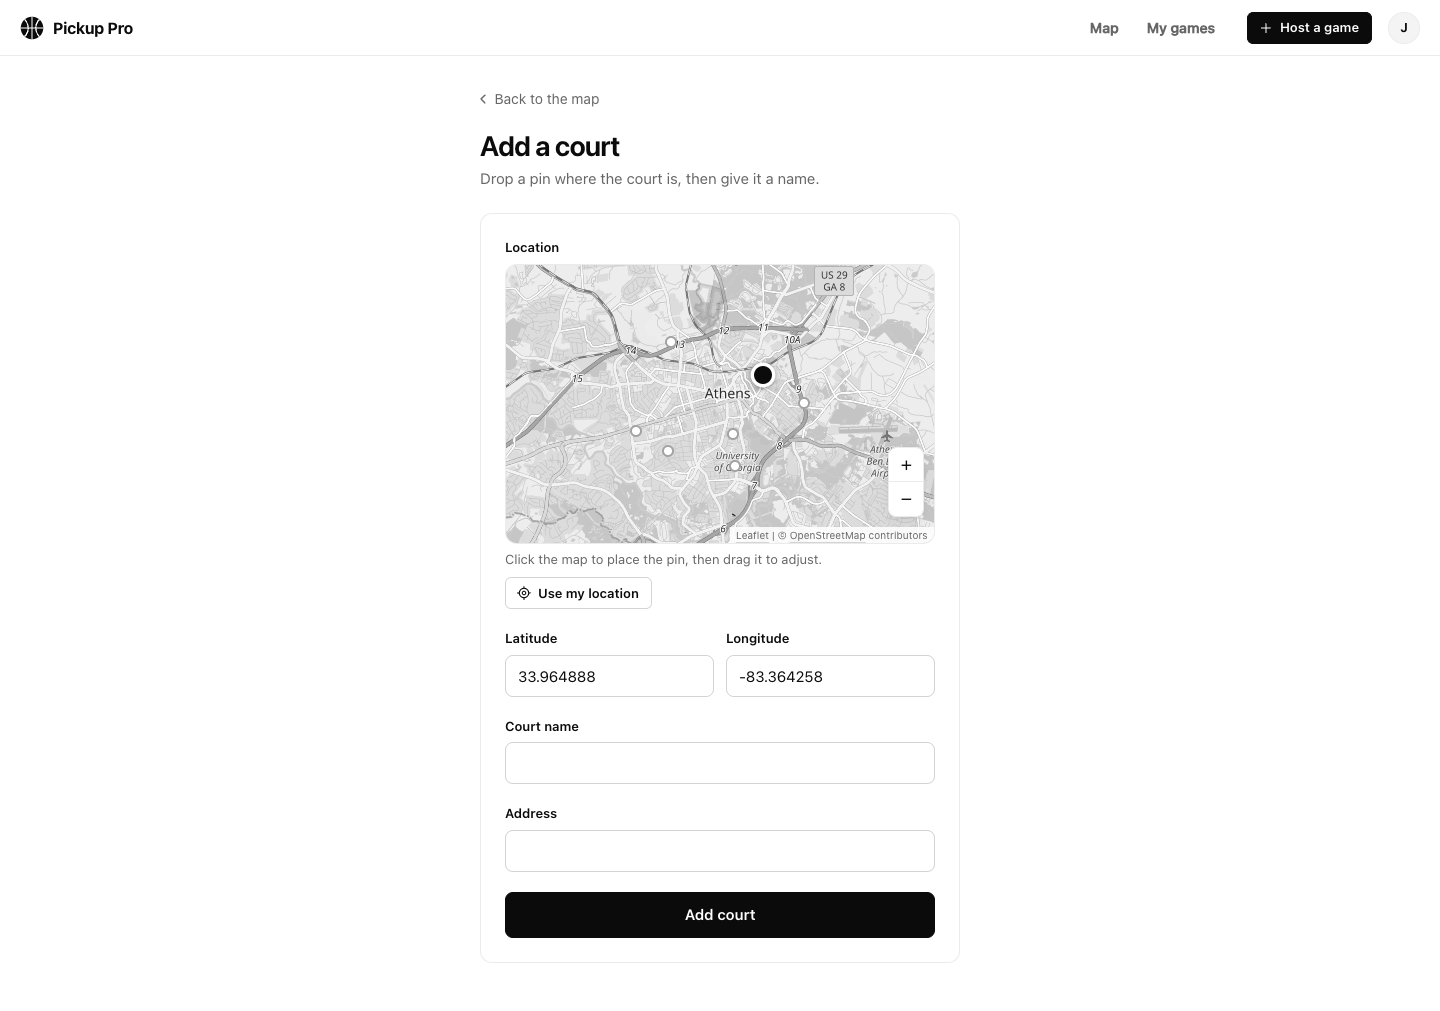 Pickup Pro
Map
My games
Host a game
J
Back to the map
Add a court
Drop a pin where the court is, then give it a name.
Location
US 29
GA 8
12
11
10A
13
14
15
9
Athens
8
University
of Georgia
7
6
+
−
Leaflet | © OpenStreetMap contributors
Click the map to place the pin, then drag it to adjust.
Use my location
Latitude
Longitude
33.964888
-83.364258
Court name
Address
Add court